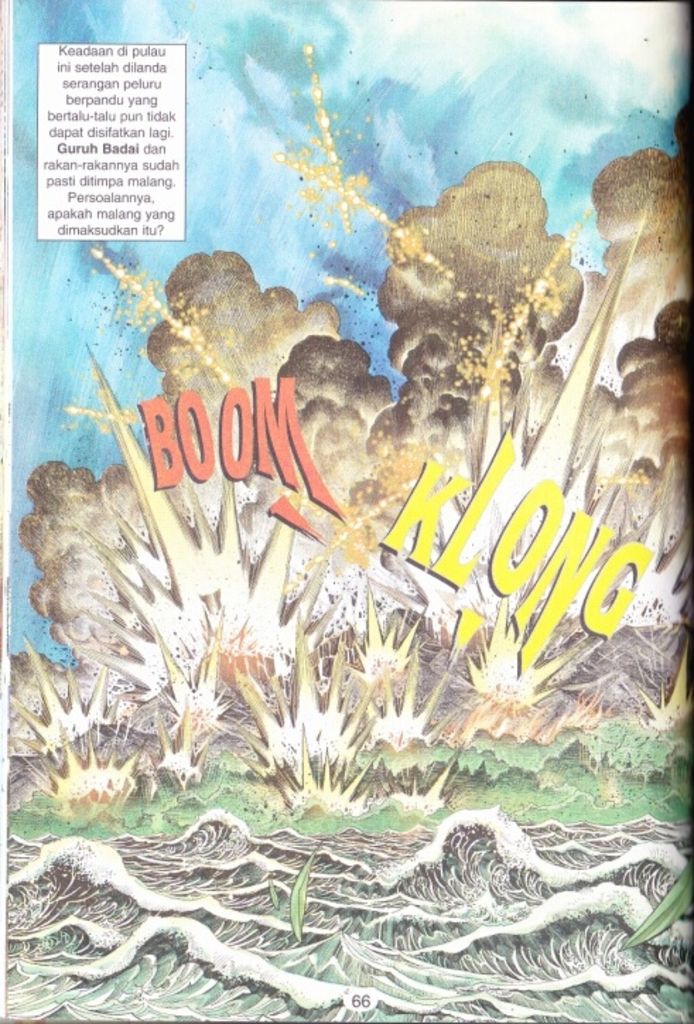 Keadaan di pulau
ini setelah dilanda
serangan peluru
berpandu yang
bertalu-talu pun tidak
dapat disifatkan lagi.
Guruh Badai dan
rakan-rakannya sudah
pasti ditimpa malang.
Persoalannya,
apakah malang yang
dimaksudkan itu?
BOOM
KLONG
66